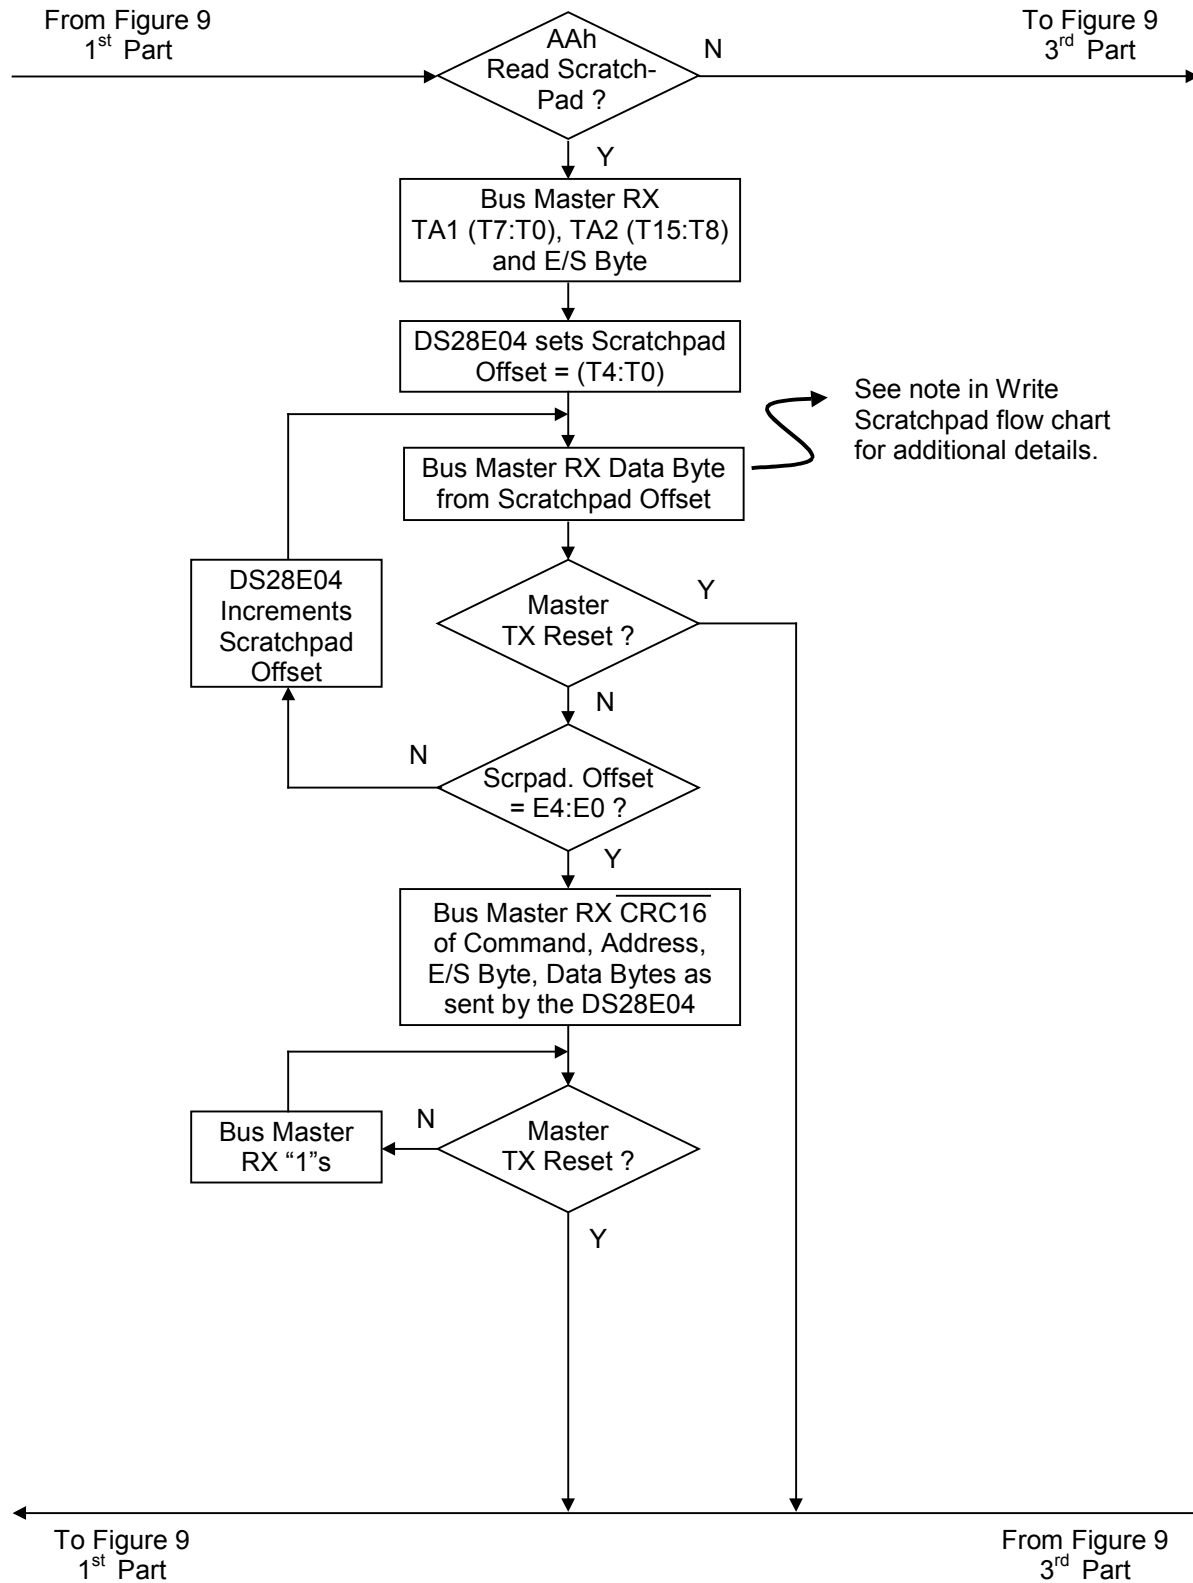 From Figure 9
1st Part
To Figure 9
3rd Part
AAh
Read Scratch-
Pad ?
N
Y
Bus Master RX
TA1 (T7:T0), TA2 (T15:T8)
and E/S Byte
DS28E04 sets Scratchpad
Offset = (T4:T0)
See note in Write
Scratchpad flow chart
for additional details.
Bus Master RX Data Byte
from Scratchpad Offset
DS28E04
Increments
Scratchpad
Offset
Master
TX Reset ?
Y
N
N
Scrpad. Offset
= E4:E0 ?
Y
Bus Master RX CRC16
of Command, Address,
E/S Byte, Data Bytes as
sent by the DS28E04
Bus Master
RX “1”s
N
Master
TX Reset ?
Y
To Figure 9
1st Part
From Figure 9
3rd Part